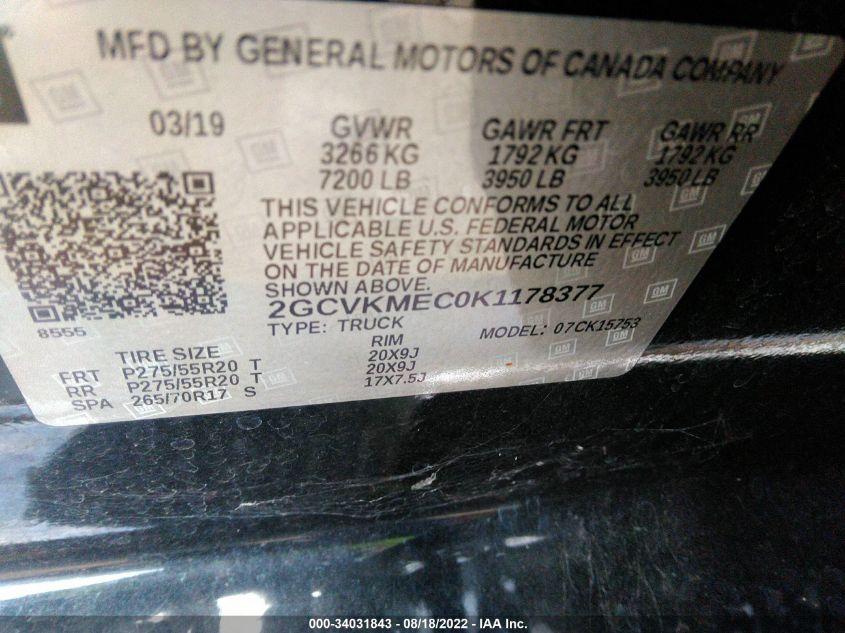 MFD BY GENERAL MOTORS OF CANADA COMPANY
03/19 GVWR GAWR FRT GAWR RR
3266 KG 1792 KG 1792 KG
7200 LB 3950 LB 3950 LB
THIS VEHICLE CONFORMS TO ALL
APPLICABLE U.S. FEDERAL MOTOR
VEHICLE SAFETY STANDARDS IN EFFECT
ON THE DATE OF MANUFACTURE
SHOWN ABOVE.
2GCVKMEC0K1178377
8555
TYPE: TRUCK MODEL: 07CK15753
TIRE SIZE RIM
FRT P275/55R20 T 20X9J
RR P275/55R20 T 20X9J
SPA 265/70R17 S 17X7.5J
GM
000-34031843 - 08/18/2022 - IAA Inc.